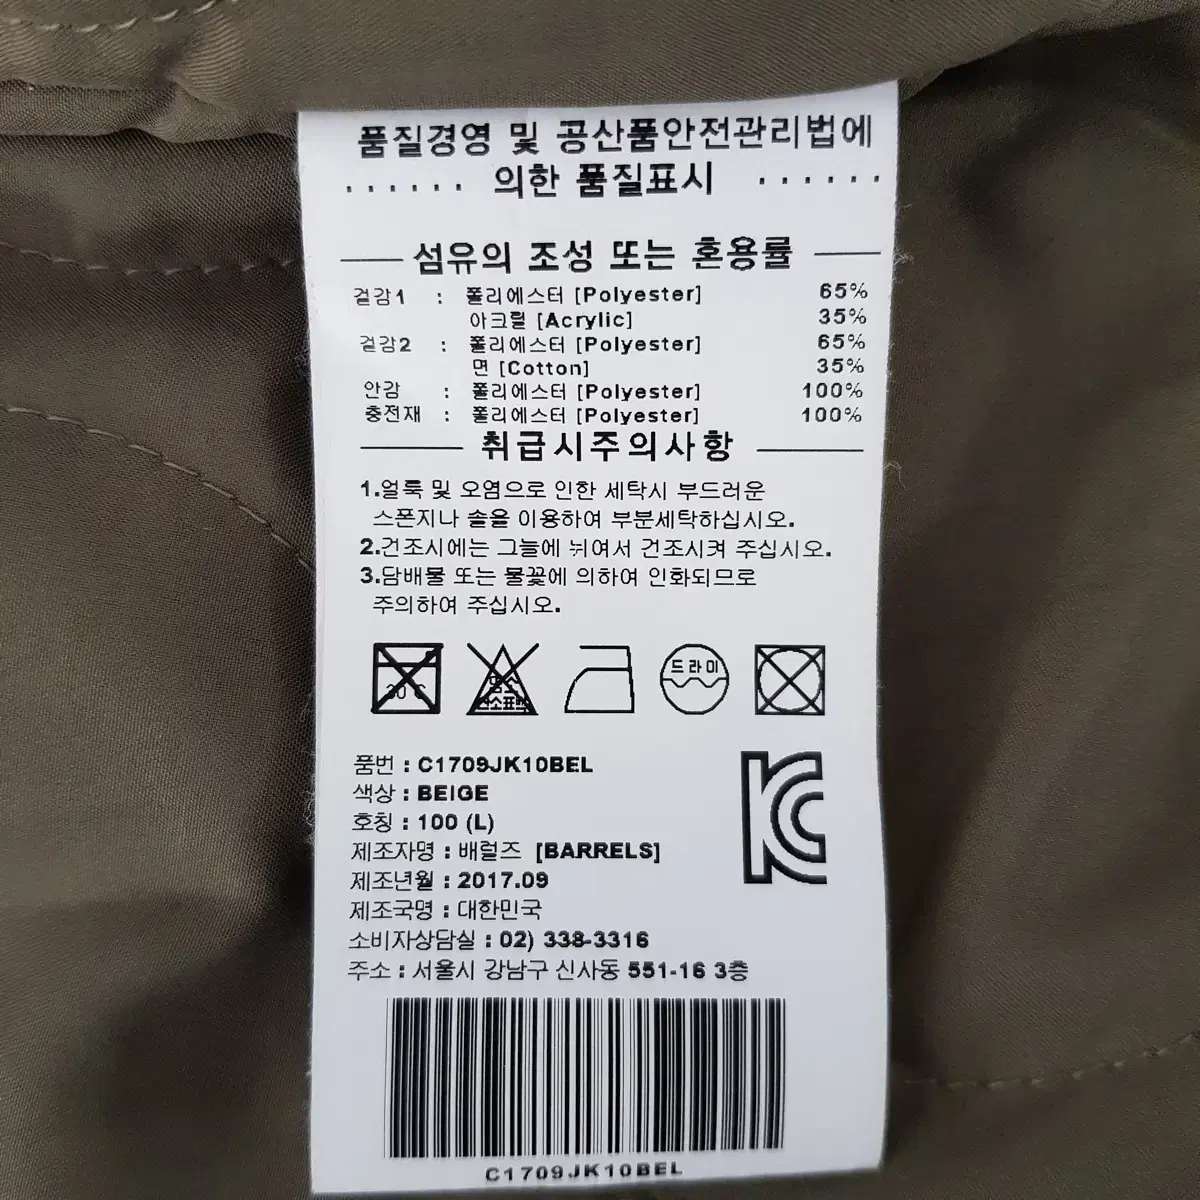 품질경영 및 공산품안전관리법에
...... 의한 품질표시 ......
섬유의 조성 또는 혼용률
겉감1 : 폴리에스터 [Polyester] 65%
아크릴 [Acrylic] 35%
겉감2 : 폴리에스터 [Polyester] 65%
면 [Cotton] 35%
안감 : 폴리에스터 [Polyester] 100%
충전재 : 폴리에스터 [Polyester] 100%
취급시주의사항
1.얼룩 및 오염으로 인한 세탁시 부드러운
스폰지나 솔을 이용하여 부분세탁하십시오.
2.건조시에는 그늘에 뉘여서 건조시켜 주십시오.
3.담배불 또는 불꽃에 의하여 인화되므로
주의하여 주십시오.
드라이
품번 : C1709JK10BEL
색상 : BEIGE
호칭 : 100 (L)
제조자명 : 배럴즈 [BARRELS]
제조년월 : 2017.09
제조국명 : 대한민국
소비자상담실 : 02) 338-3316
주소 : 서울시 강남구 신사동 551-16 3층
C1709JK10BEL